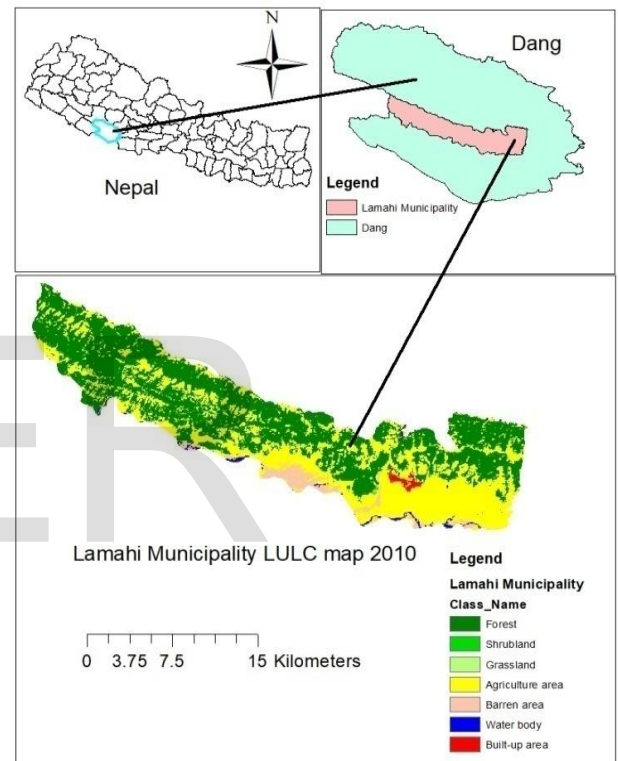 N
Nepal
Dang
Legend
Lamahi Municipality
Dang
Lamahi Municipality LULC map 2010
0 3.75 7.5 15 Kilometers
Legend
Lamahi Municipality
Class_Name
Forest
Shrubland
Grassland
Agriculture area
Barren area
Water body
Built-up area
ER